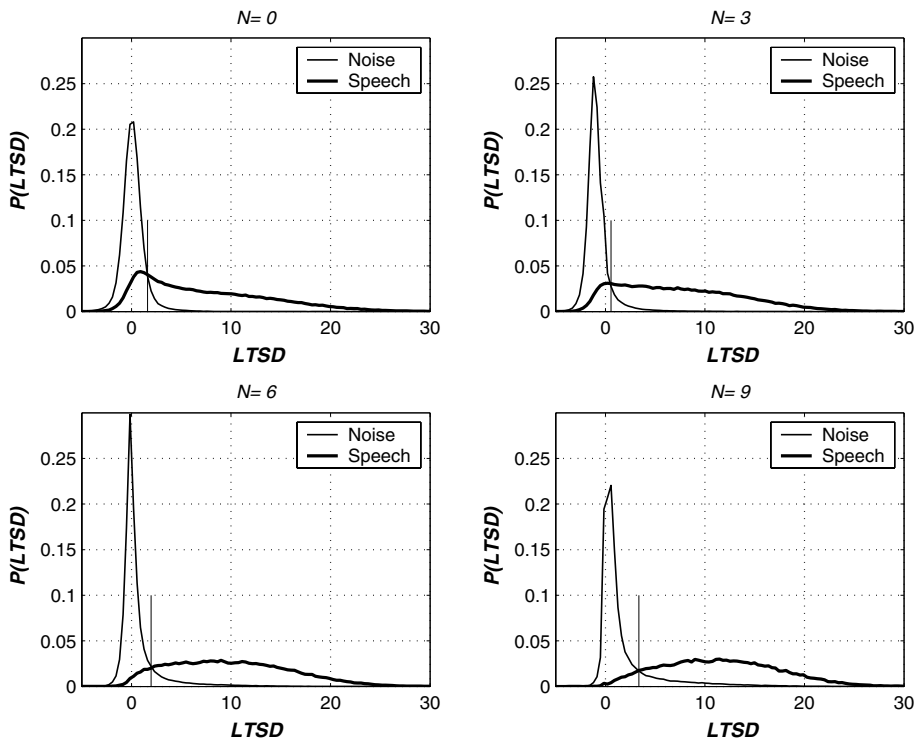 N= 0
Noise
Speech
P(LTSD)
0.25
0.2
0.15
0.1
0.05
0
0 10 20 30
LTSD
N= 3
Noise
Speech
P(LTSD)
0.25
0.2
0.15
0.1
0.05
0
0 10 20 30
LTSD
N= 6
Noise
Speech
P(LTSD)
0.25
0.2
0.15
0.1
0.05
0
0 10 20 30
LTSD
N= 9
Noise
Speech
P(LTSD)
0.25
0.2
0.15
0.1
0.05
0
0 10 20 30
LTSD